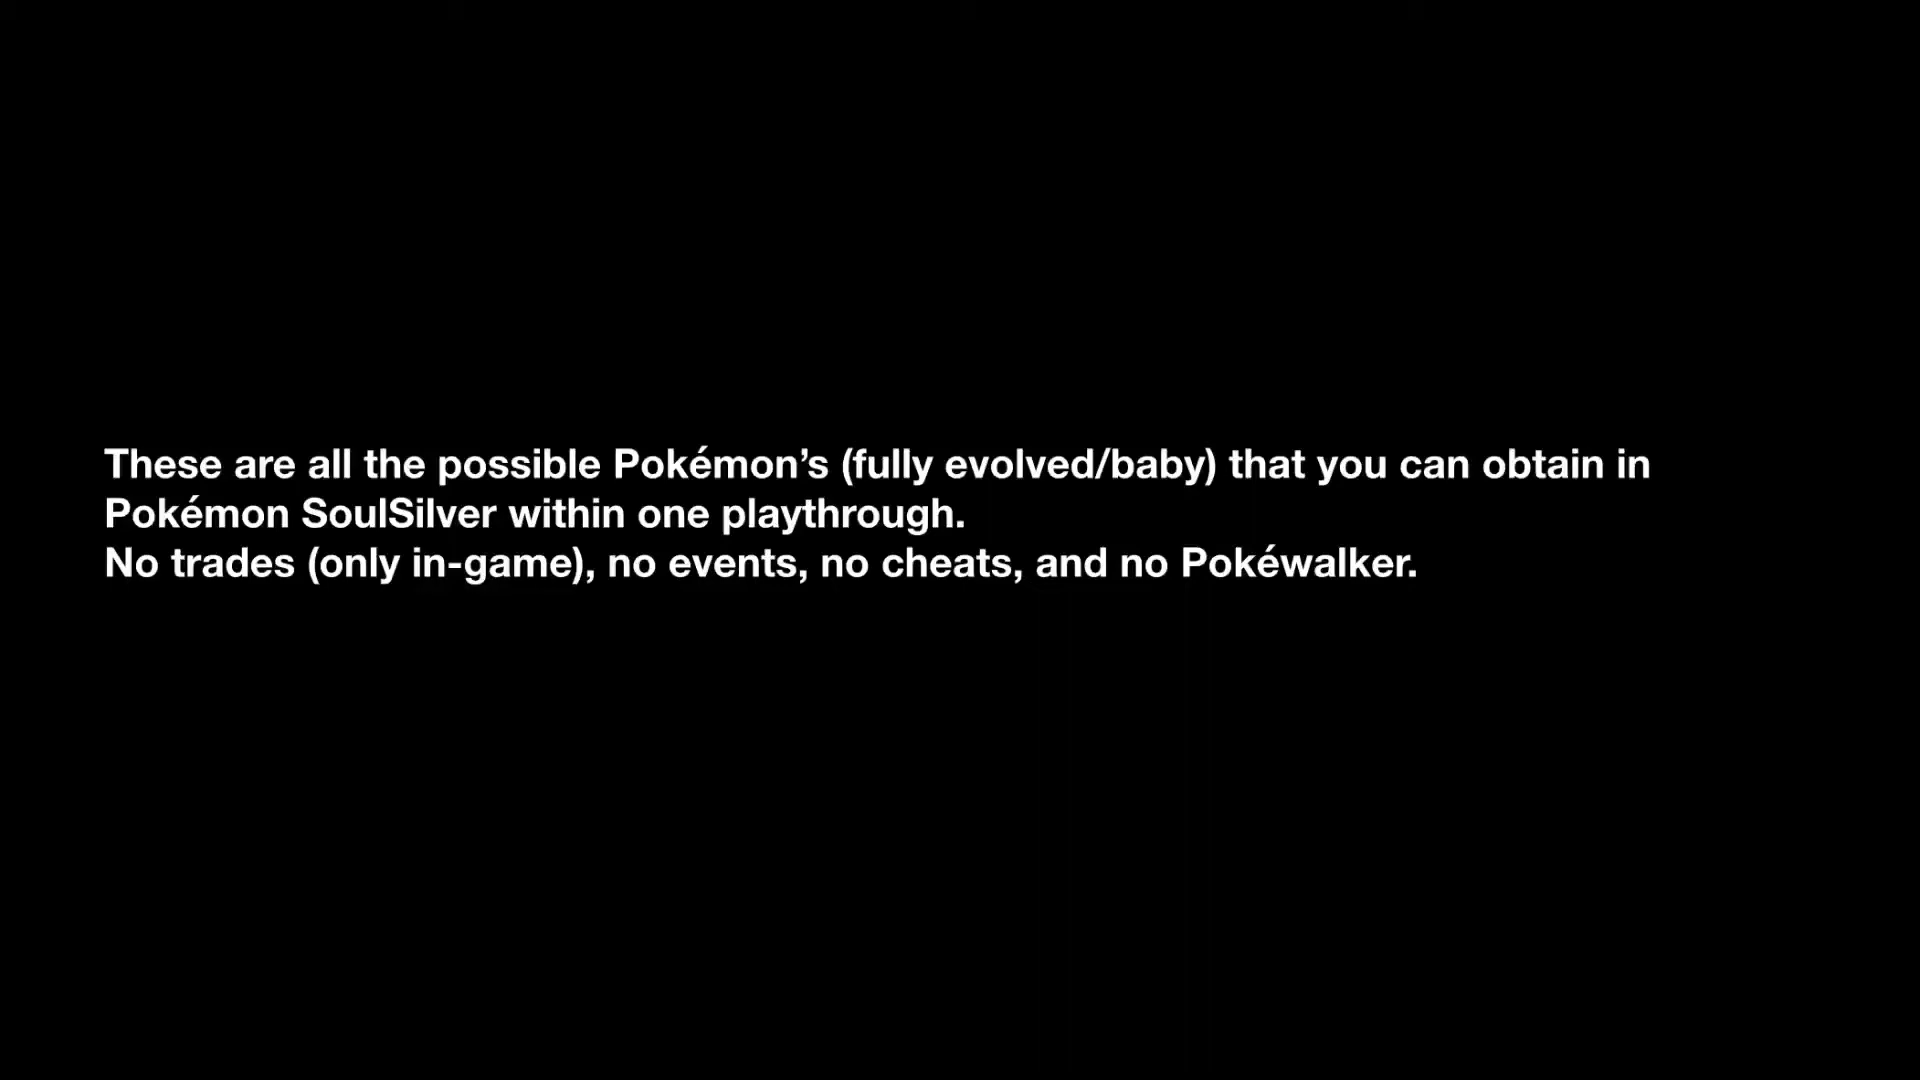 These are all the possible Pokémon’s (fully evolved/baby) that you can obtain in
Pokémon SoulSilver within one playthrough.
No trades (only in-game), no events, no cheats, and no Pokéwalker.